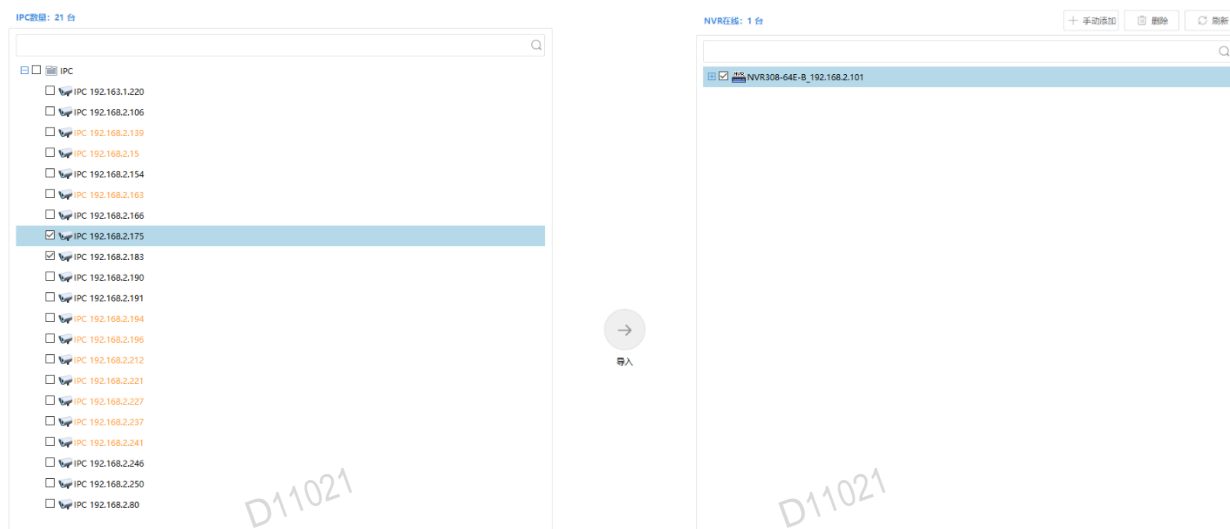 IPC数量：21 台
IPC
IPC 192.163.1.220
IPC 192.168.2.106
IPC 192.168.2.139
IPC 192.168.2.15
IPC 192.168.2.154
IPC 192.168.2.163
IPC 192.168.2.166
IPC 192.168.2.175
IPC 192.168.2.183
IPC 192.168.2.190
IPC 192.168.2.191
IPC 192.168.2.194
IPC 192.168.2.196
IPC 192.168.2.212
IPC 192.168.2.221
IPC 192.168.2.227
IPC 192.168.2.237
IPC 192.168.2.241
IPC 192.168.2.246
IPC 192.168.2.250
IPC 192.168.2.80
D11021
导入
NVR在线：1 台
手动添加 删除 刷新
NVR308-64E-B_192.168.2.101
D11021